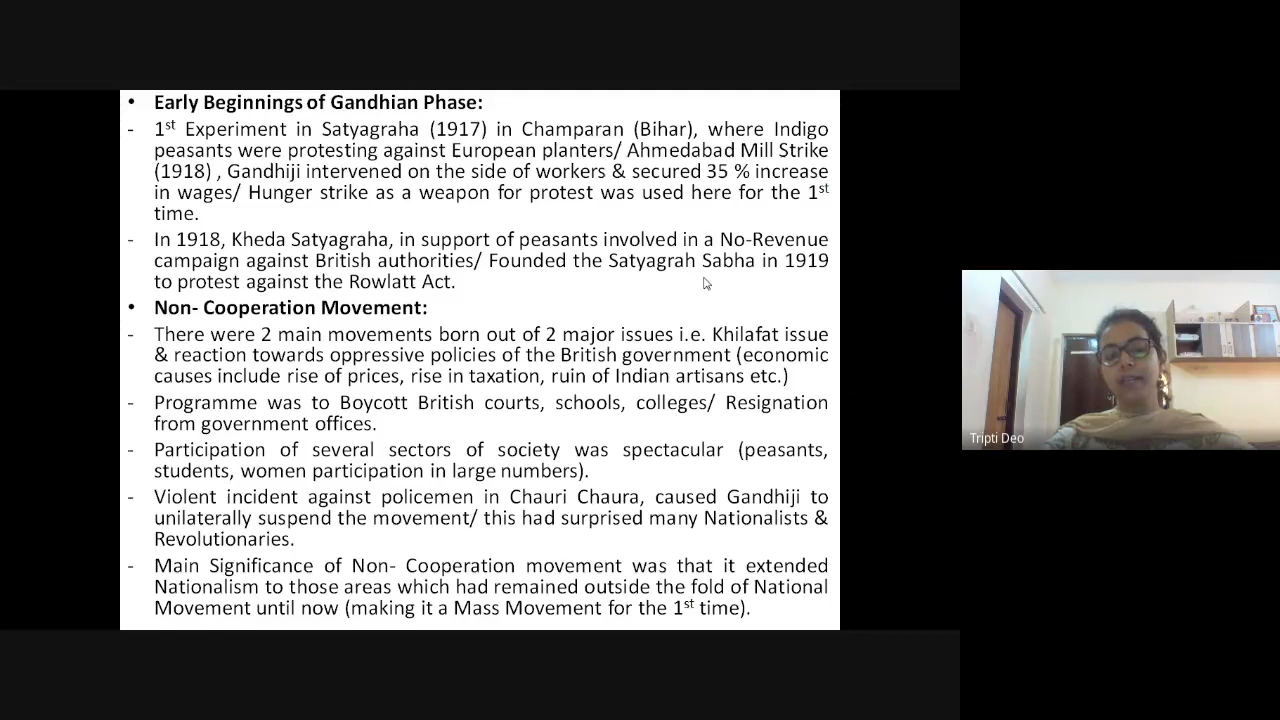 • Early Beginnings of Gandhian Phase:
- 1st Experiment in Satyagraha (1917) in Champaran (Bihar), where Indigo
peasants were protesting against European planters/ Ahmedabad Mill Strike
(1918) , Gandhiji intervened on the side of workers & secured 35 % increase
in wages/ Hunger strike as a weapon for protest was used here for the 1st
time.
- In 1918, Kheda Satyagraha, in support of peasants involved in a No-Revenue
campaign against British authorities/ Founded the Satyagrah Sabha in 1919
to protest against the Rowlatt Act.
• Non- Cooperation Movement:
- There were 2 main movements born out of 2 major issues i.e. Khilafat issue
& reaction towards oppressive policies of the British government (economic
causes include rise of prices, rise in taxation, ruin of Indian artisans etc.)
- Programme was to Boycott British courts, schools, colleges/ Resignation
from government offices.
- Participation of several sectors of society was spectacular (peasants,
students, women participation in large numbers).
- Violent incident against policemen in Chauri Chaura, caused Gandhiji to
unilaterally suspend the movement/ this had surprised many Nationalists &
Revolutionaries.
- Main Significance of Non- Cooperation movement was that it extended
Nationalism to those areas which had remained outside the fold of National
Movement until now (making it a Mass Movement for the 1st time).
Tripti Deo